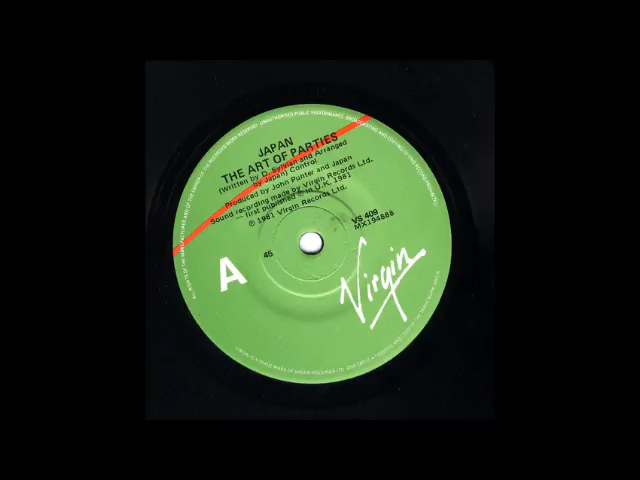 JAPAN
THE ART OF PARTIES
(Written by D. Sylvian and Arranged
by Japan) Control
Produced by John Punter and Japan
Sound recording made by Virgin Records Ltd.
— first published © in U.K. 1981
© 1981 Virgin Records Ltd.
VS 409
MX194888
45
A
Virgin